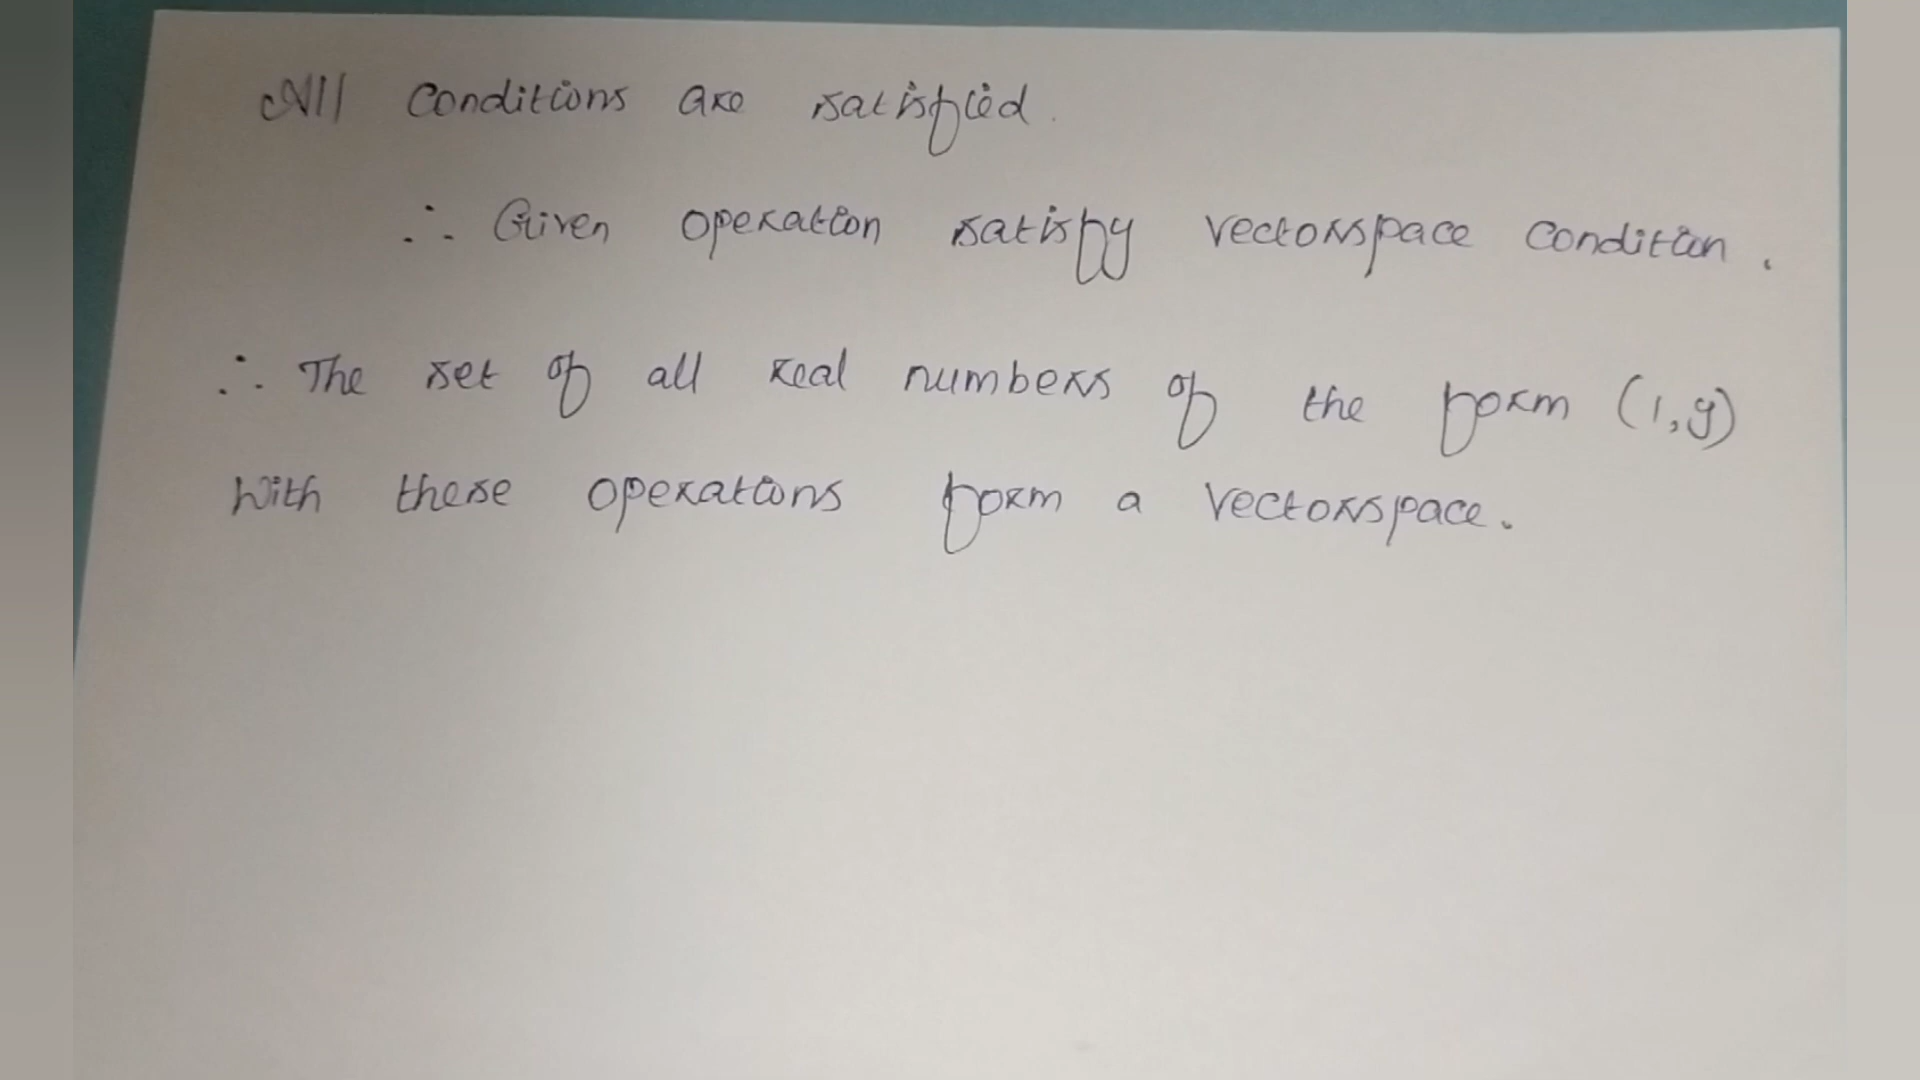 All conditions are satisfied.
∴ Given operation satisfy vectorspace condition.
∴ The set of all real numbers of the form (1,y)
With these operations form a vectorspace.